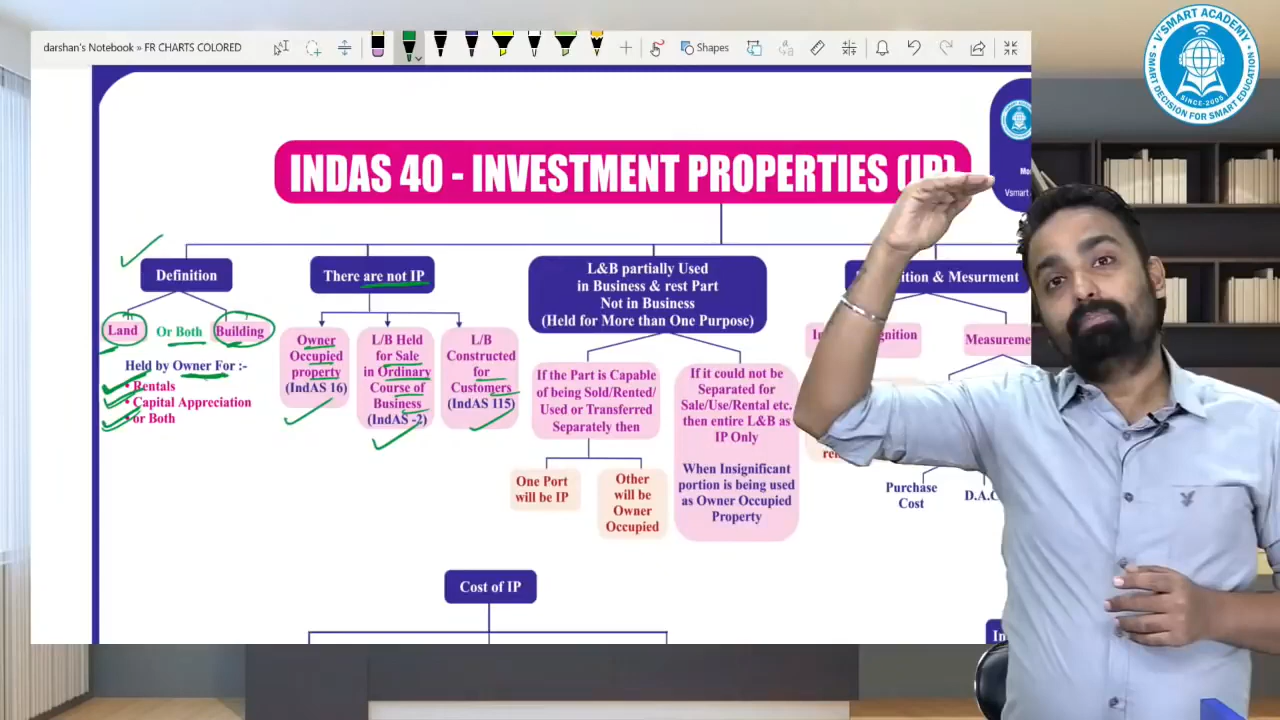 darshan's Notebook » FR CHARTS COLORED
Shapes
V'SMART ACADEMY
SMART DECISION FOR SMART EDUCATION
SINCE-2005
INDAS 40 - INVESTMENT PROPERTIES (IP)
Vsmart
Definition
Land
Or Both
Building
Held by Owner For :-
• Rentals
• Capital Appreciation
• or Both
There are not IP
Owner
Occupied
property
(IndAS 16)
L/B Held
for Sale
in Ordinary
Course of
Business
(IndAS -2)
L/B
Constructed
for
Customers
(IndAS 115)
L&B partially Used
in Business & rest Part
Not in Business
(Held for More than One Purpose)
If the Part is Capable
of being Sold/Rented/
Used or Transferred
Separately then
One Port
will be IP
Other
will be
Owner
Occupied
If it could not be
Separated for
Sale/Use/Rental etc.
then entire L&B as
IP Only
When Insignificant
portion is being used
as Owner Occupied
Property
& Mesurment
Purchase
Cost
Cost of IP